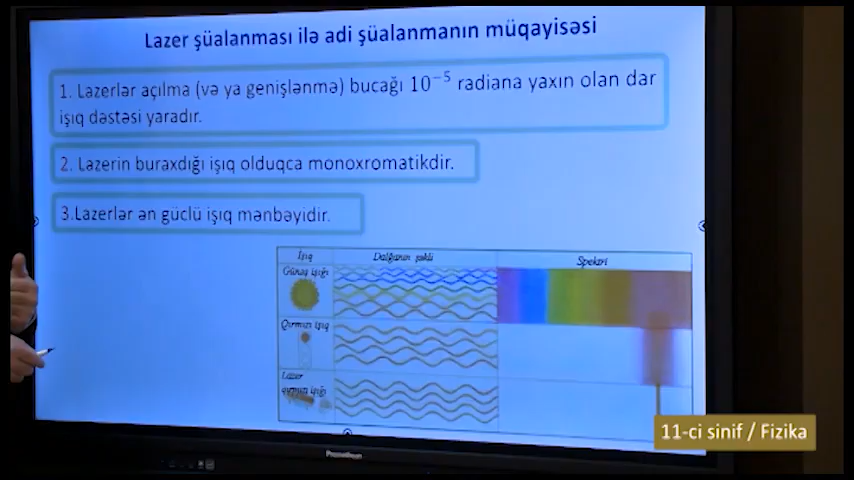 Lazer şüalanması ilə adi şüalanmanın müqayisəsi
1. Lazerlər açılma (və ya genişlənmə) bucağı 10⁻⁵ radiana yaxın olan dar
işıq dəstəsi yaradır.
2. Lazerin buraxdığı işıq olduqca monoxromatikdir.
3.Lazerlər ən güclü işıq mənbəyidir.
İşıq Dalğanın şəkli Spektri
Günəş işığı
Qırmızı işıq
Lazer
qırmızı işığı
11-ci sinif / Fizika
Promethean